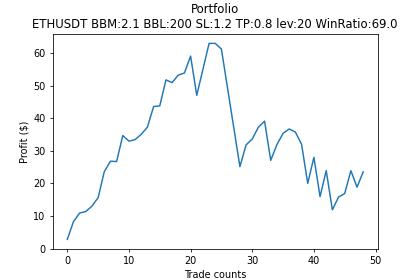 Portfolio
ETHUSDT BBM:2.1 BBL:200 SL:1.2 TP:0.8 lev:20 WinRatio:69.0
60
50
40
30
20
10
0
Profit ($)
0 10 20 30 40 50
Trade counts